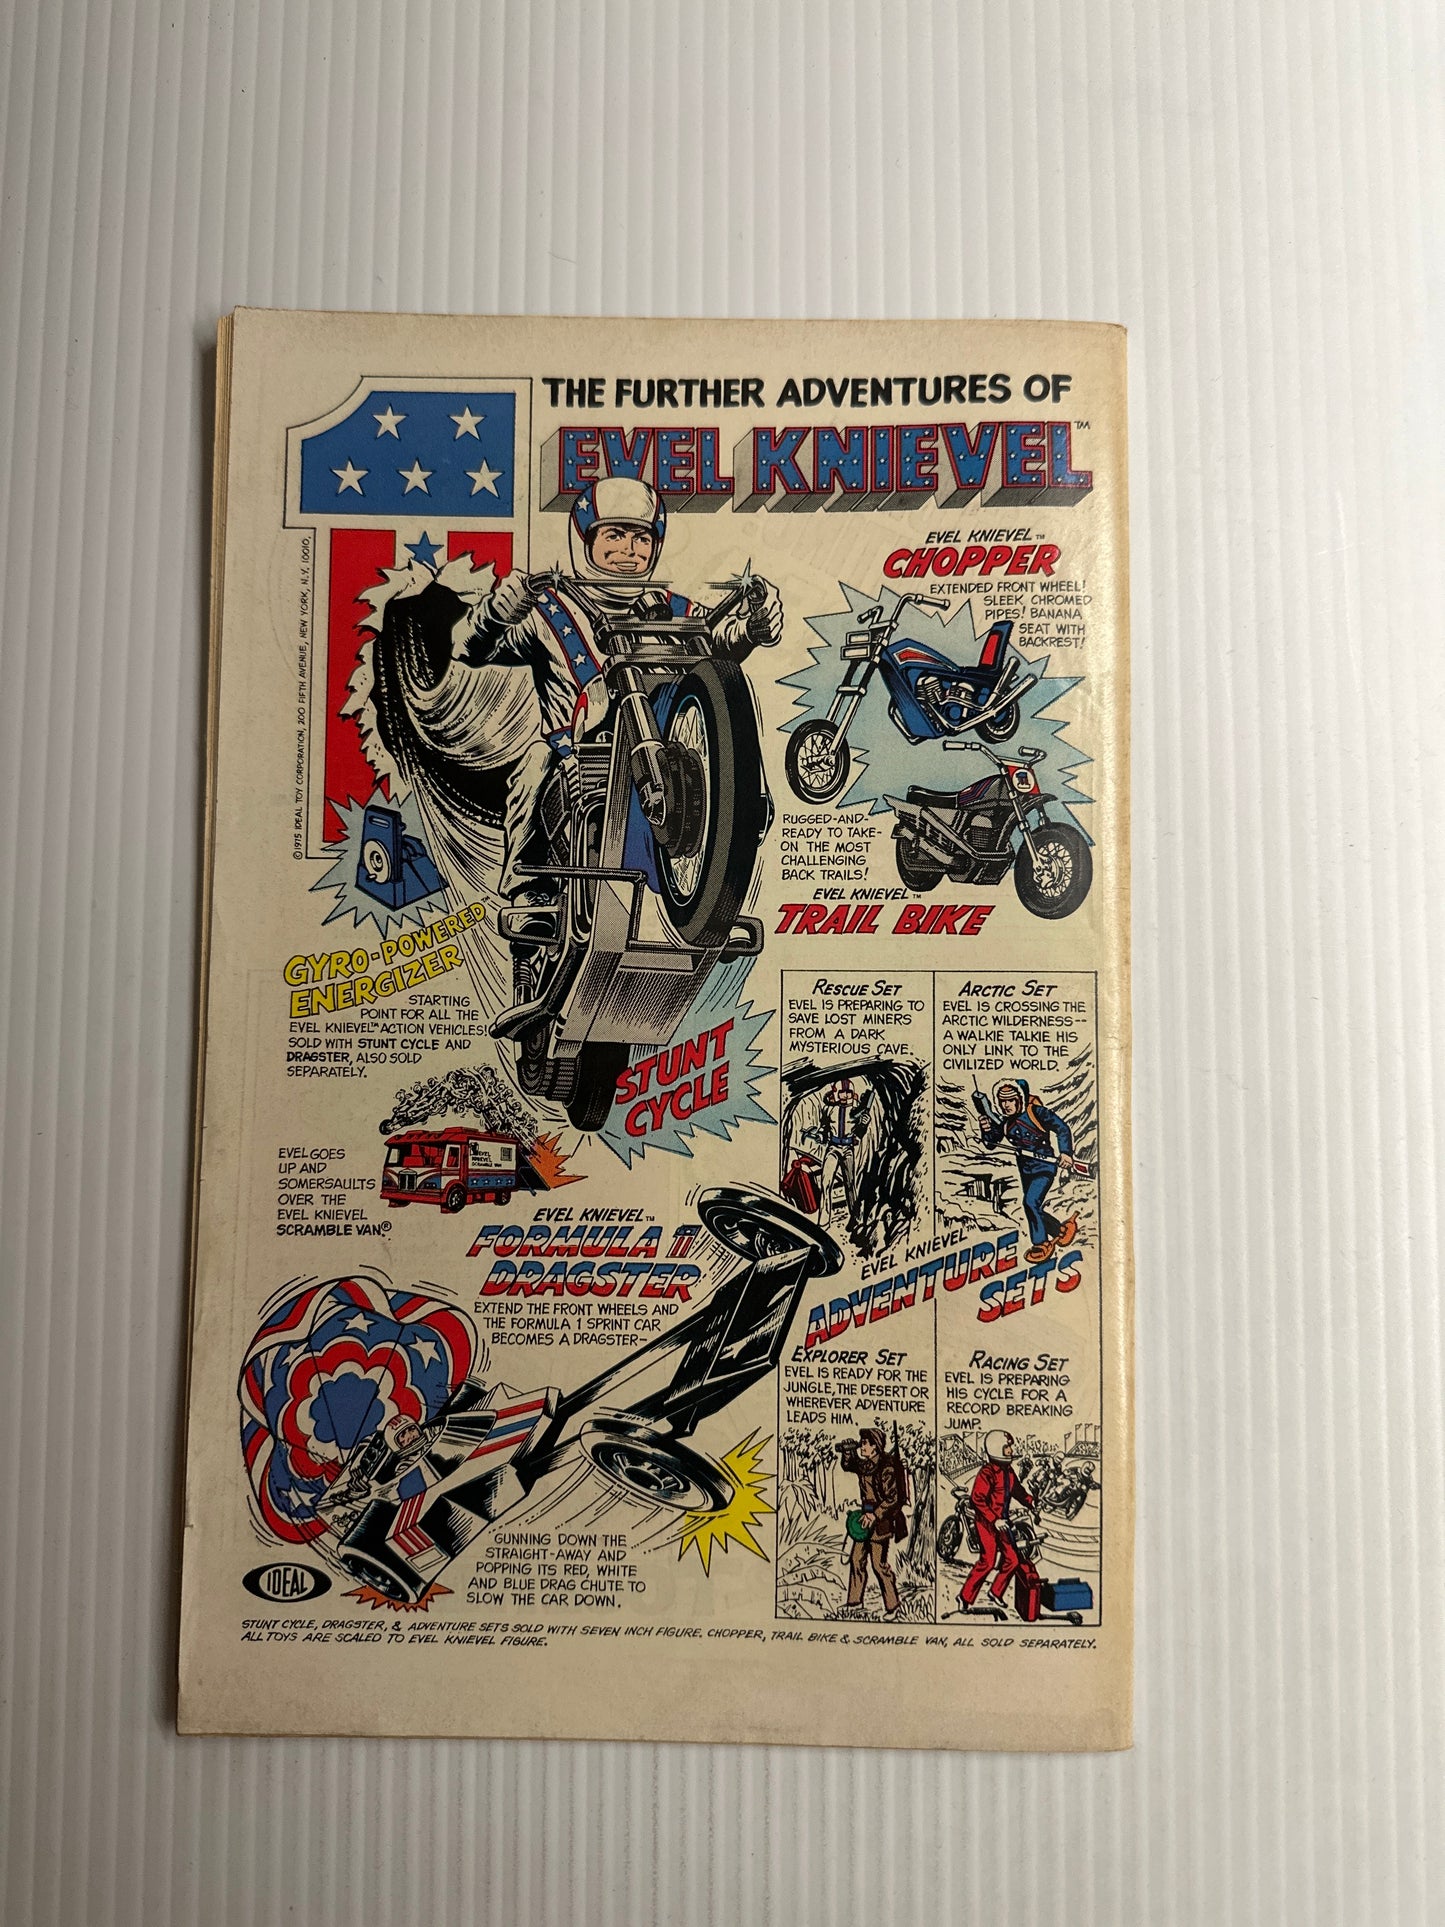 THE FURTHER ADVENTURES OF
EVEL KNIEVEL™
©1975 IDEAL TOY CORPORATION, 200 FIFTH AVENUE, NEW YORK, N.Y. 10010.
EVEL KNIEVEL™
CHOPPER
EXTENDED FRONT WHEEL!
SLEEK, CHROMED
PIPES! BANANA
SEAT WITH
BACKREST!
RUGGED-AND-
READY TO TAKE-
ON THE MOST
CHALLENGING
BACK TRAILS!
EVEL KNIEVEL™
TRAIL BIKE
GYRO-POWERED™
ENERGIZER
STARTING
POINT FOR ALL THE
EVEL KNIEVEL™ ACTION VEHICLES!
SOLD WITH STUNT CYCLE AND
DRAGSTER, ALSO SOLD
SEPARATELY.
STUNT
CYCLE
EVEL GOES
UP AND
SOMERSAULTS
OVER THE
EVEL KNIEVEL
SCRAMBLE VAN®.
EVEL
KNIEVEL
SCRAMBLE VAN
EVEL KNIEVEL™
FORMULA 1
DRAGSTER
EXTEND THE FRONT WHEELS AND
THE FORMULA 1 SPRINT CAR
BECOMES A DRAGSTER—
GUNNING DOWN THE
STRAIGHT-AWAY AND
POPPING ITS RED, WHITE
AND BLUE DRAG CHUTE TO
SLOW THE CAR DOWN.
RESCUE SET
EVEL IS PREPARING TO
SAVE LOST MINERS
FROM A DARK
MYSTERIOUS CAVE.
ARCTIC SET
EVEL IS CROSSING THE
ARCTIC WILDERNESS--
A WALKIE TALKIE HIS
ONLY LINK TO THE
CIVILIZED WORLD.
EVEL KNIEVEL™
ADVENTURE
SETS
EXPLORER SET
EVEL IS READY FOR THE
JUNGLE, THE DESERT OR
WHEREVER ADVENTURE
LEADS HIM.
RACING SET
EVEL IS PREPARING
HIS CYCLE FOR A
RECORD BREAKING
JUMP.
IDEAL
STUNT CYCLE, DRAGSTER, & ADVENTURE SETS SOLD WITH SEVEN INCH FIGURE. CHOPPER, TRAIL BIKE & SCRAMBLE VAN, ALL SOLD SEPARATELY.
ALL TOYS ARE SCALED TO EVEL KNIEVEL FIGURE.